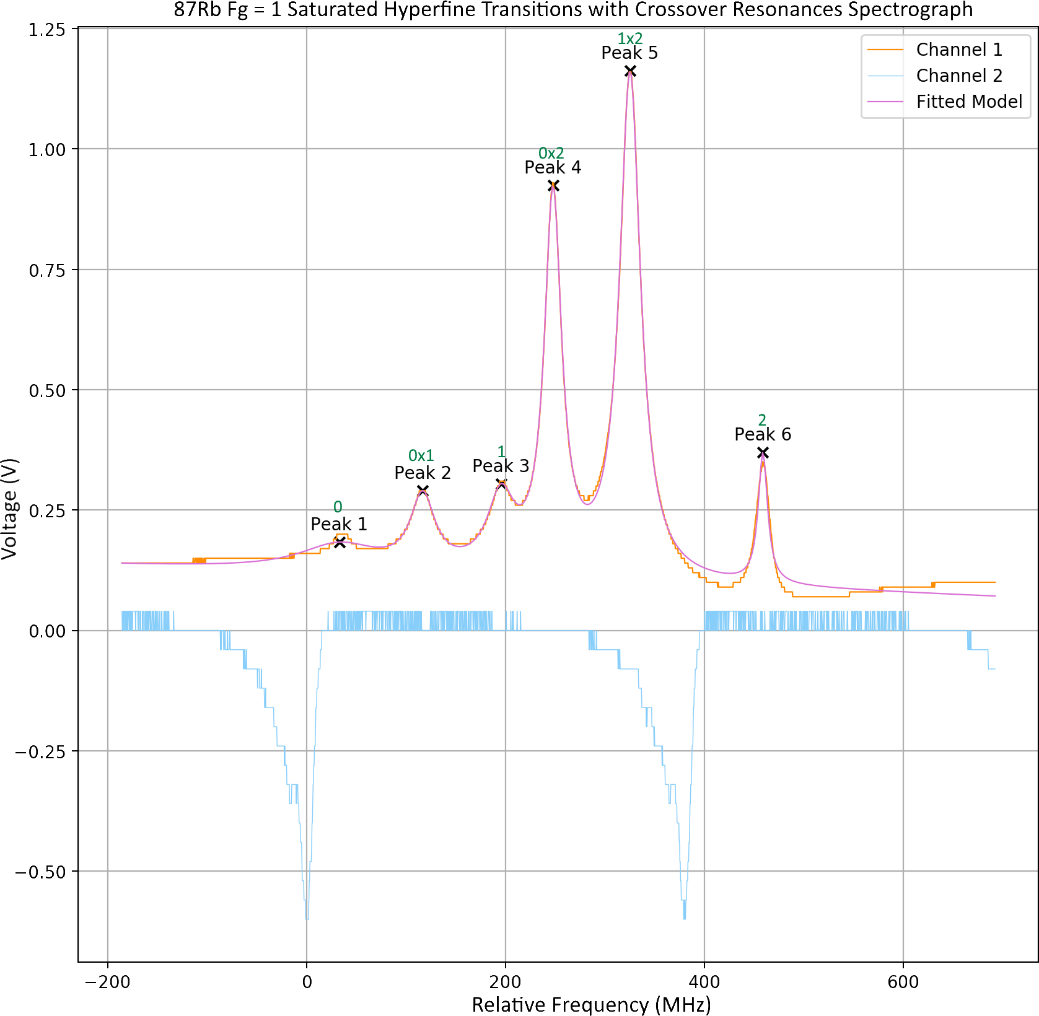 87Rb Fg = 1 Saturated Hyperfine Transitions with Crossover Resonances Spectrograph
Channel 1
Channel 2
Fitted Model
1x2
Peak 5
0x2
Peak 4
2
Peak 6
1
Peak 3
0x1
Peak 2
0
Peak 1
Voltage (V)
1.25
1.00
0.75
0.50
0.25
0.00
−0.25
−0.50
−200
0
200
400
600
Relative Frequency (MHz)